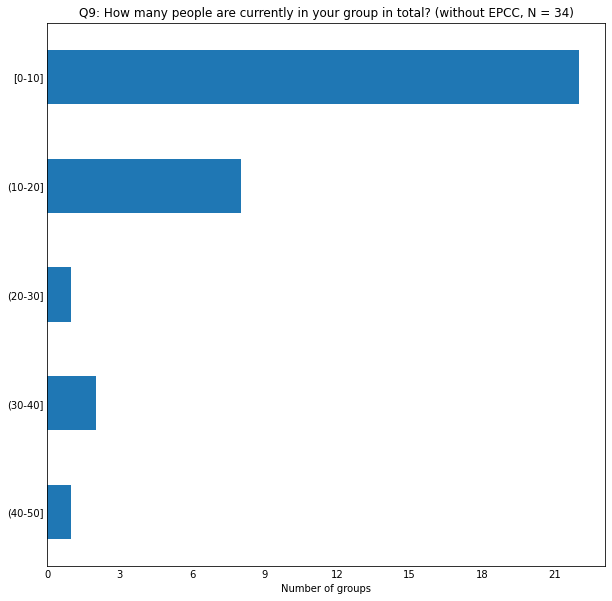 Q9: How many people are currently in your group in total? (without EPCC, N = 34)
[0-10]
(10-20]
(20-30]
(30-40]
(40-50]
0 3 6 9 12 15 18 21
Number of groups